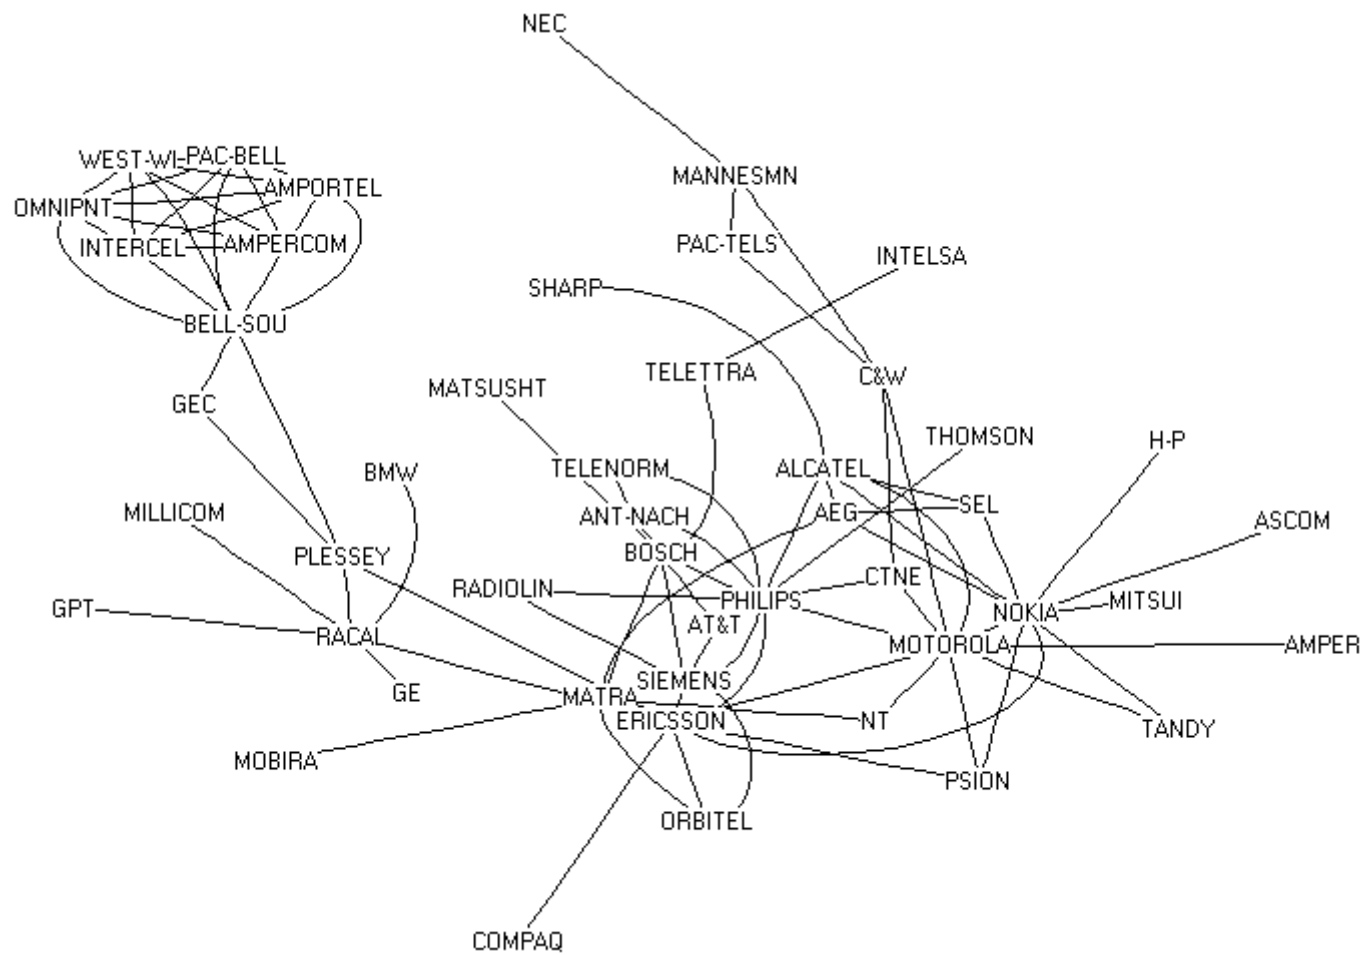 NEC
WEST-WI-
PAC-BELL
AMPORTEL
OMNIPNT
INTERCEL
AMPERCOM
BELL-SOU
MANNESMN
PAC-TELS
INTELSA
SHARP
TELETTRA
C&W
MATSUSHT
GEC
THOMSON
H-P
TELENORM
ALCATEL
BMW
SEL
MILLICOM
ANT-NACH
AEG
ASCOM
PLESSEY
BOSCH
RADIOLIN
CTNE
PHILIPS
MITSUI
GPT
NOKIA
AT&T
RACAL
MOTOROLA
AMPER
SIEMENS
GE
MATRA
ERICSSON
NT
TANDY
MOBIRA
PSION
ORBITEL
COMPAQ